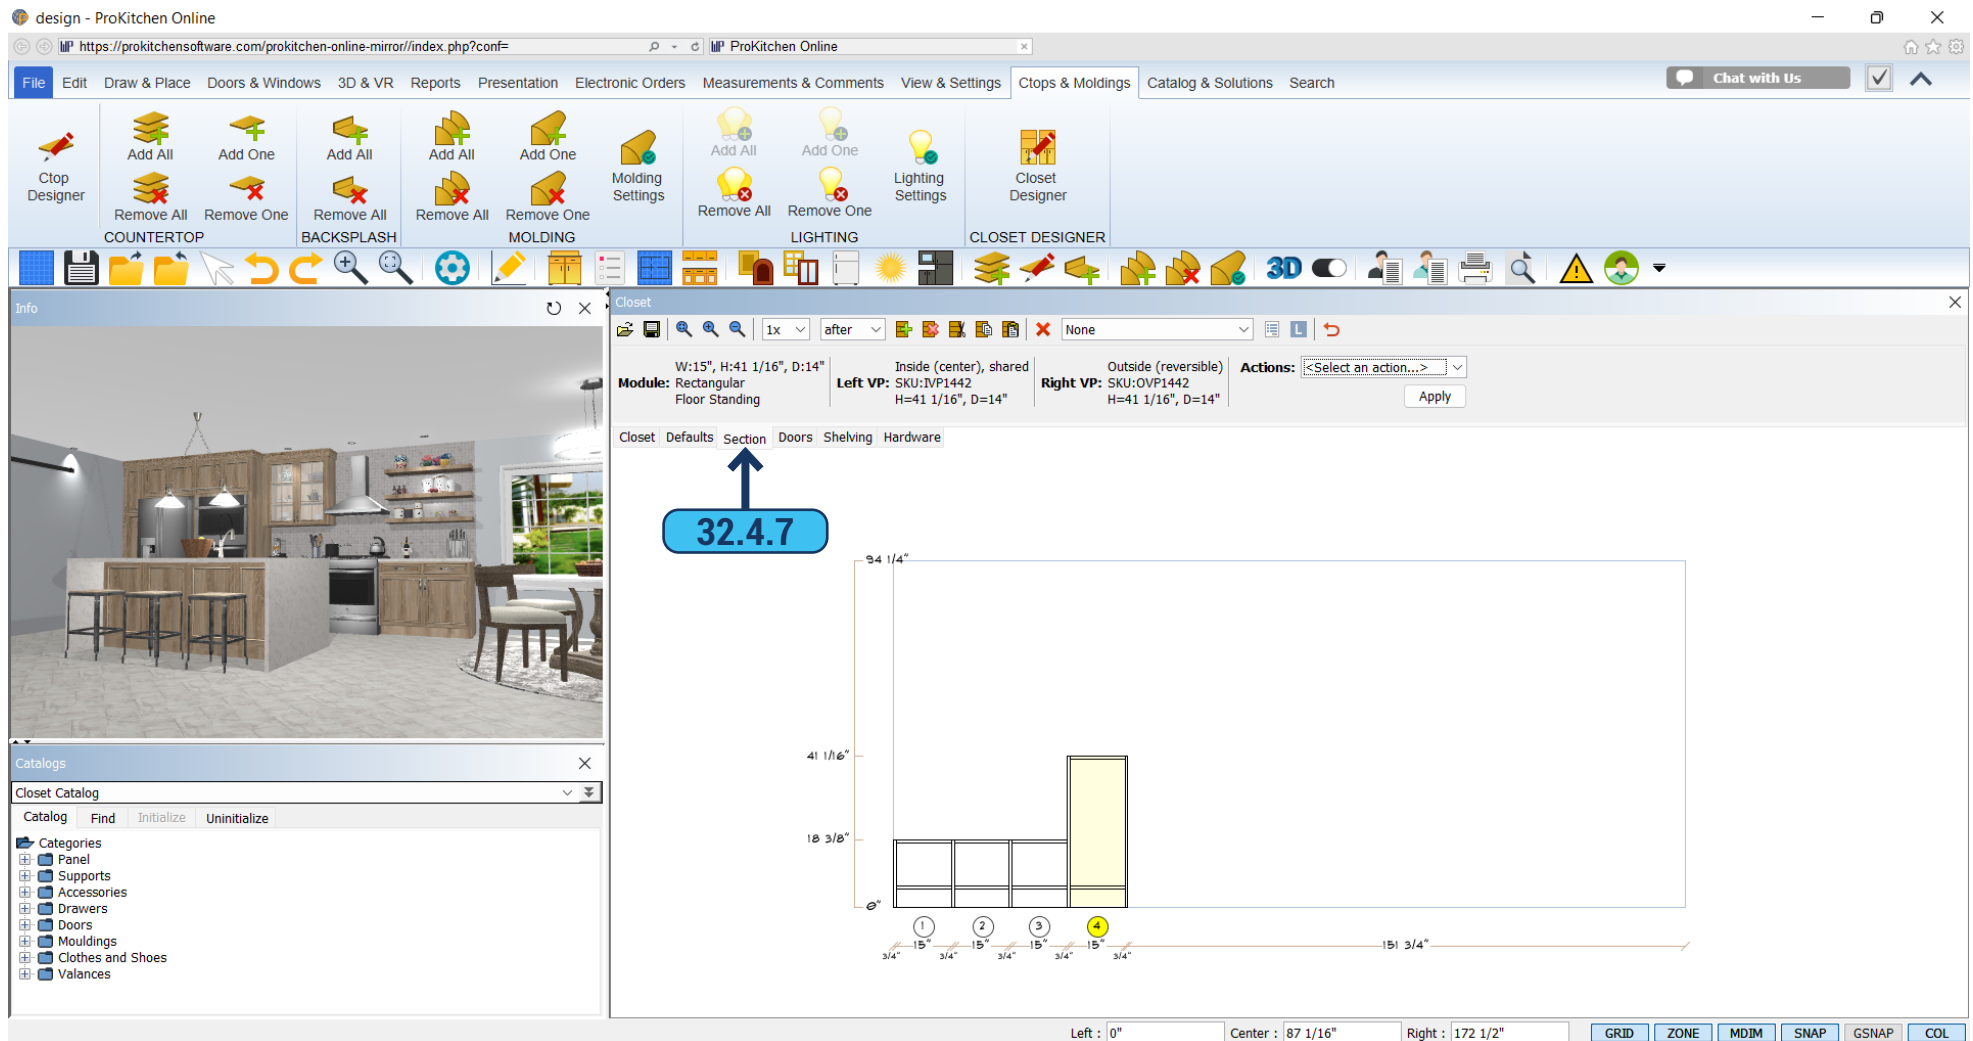 design - ProKitchen Online
https://prokitchensoftware.com/prokitchen-online-mirror//index.php?conf=
ProKitchen Online
File Edit Draw & Place Doors & Windows 3D & VR Reports Presentation Electronic Orders Measurements & Comments View & Settings Ctops & Moldings Catalog & Solutions Search
Chat with Us
Ctop Designer
Add All Add One
Remove All Remove One
COUNTERTOP
Add All
Remove All
BACKSPLASH
Add All Add One
Remove All Remove One
Molding Settings
MOLDING
Add All Add One
Remove All Remove One
Lighting Settings
LIGHTING
Closet Designer
CLOSET DESIGNER
3D
Info
Closet
1x after None L
Module: W:15", H:41 1/16", D:14"
Rectangular
Floor Standing
Left VP: Inside (center), shared
SKU:IVP1442
H=41 1/16", D=14"
Right VP: Outside (reversible)
SKU:OVP1442
H=41 1/16", D=14"
Actions: <Select an action...>
Apply
Closet Defaults Section Doors Shelving Hardware
32.4.7
94 1/4"
41 1/16"
18 3/8"
0"
1 2 3 4
15" 15" 15" 15" 151 3/4"
3/4" 3/4" 3/4" 3/4" 3/4"
Catalogs
Closet Catalog
Catalog Find Initialize Uninitialize
Categories
Panel
Supports
Accessories
Drawers
Doors
Mouldings
Clothes and Shoes
Valances
Left : 0" Center : 87 1/16" Right : 172 1/2" GRID ZONE MDIM SNAP GSNAP COL